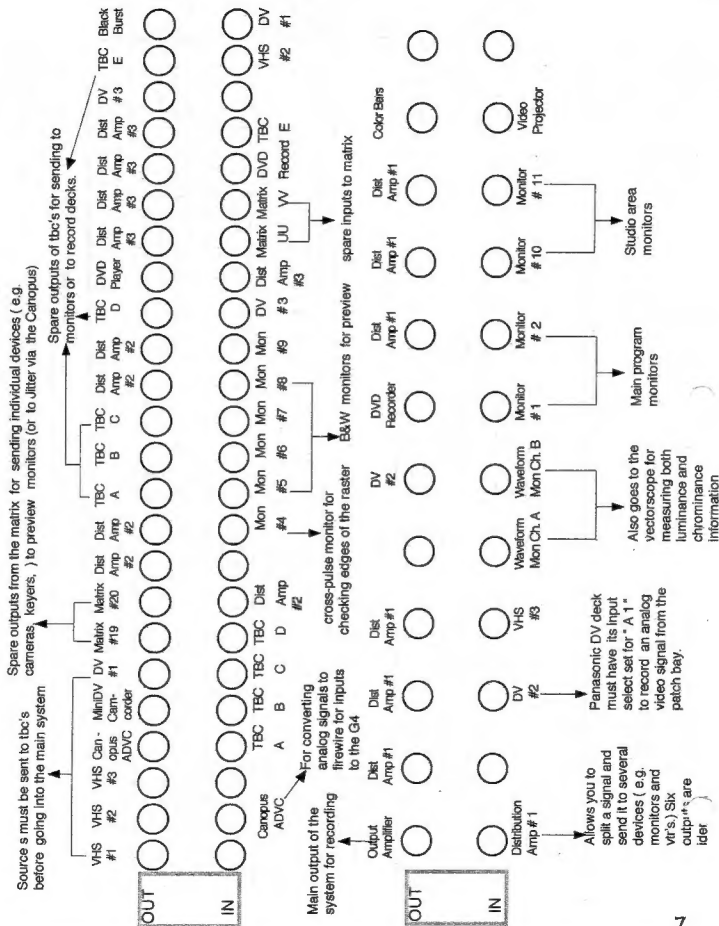 Source s must be sent to tbc's
before going into the main system
Spare outputs from the matrix for sending individual devices ( e.g.
cameras, keyers, ) to preview monitors (or to Jitter via the Canopus)
Spare outputs of tbc's for sending to
monitors or to record decks.
OUT
VHS #1
VHS #2
VHS #3
Can - opus ADVC
MiniDV Cam- corder
DV #1
Matrix #19
Matrix #20
Dist Amp #2
Dist Amp #2
TBC A
TBC B
TBC C
Dist Amp #2
Dist Amp #2
TBC D
DVD Player
Dist Amp #3
Dist Amp #3
Dist Amp #3
Dist Amp #3
DV #3
TBC E
Black Burst
IN
Canopus ADVC
TBC A
TBC B
TBC C
TBC D
Dist Amp #2
Mon #4
Mon #5
Mon #6
Mon #7
Mon #8
Mon #9
DV #3
Dist Amp #3
Matrix UU
Matrix VV
DVD Record
TBC E
VHS #2
DV #1
For converting
analog signals to
firewire for inputs
to the G4
cross-pulse monitor for
checking edges of the raster
B&W monitors for preview
spare inputs to matrix
Main output of the
system for recording
OUT
Output Amplifier
Dist Amp #1
Dist Amp #1
Dist Amp #1
DV #2
DVD Recorder
Dist Amp #1
Dist Amp #1
Dist Amp #1
Color Bars
IN
Distribution Amp # 1
DV #2
VHS #3
Waveform Mon Ch. A
Waveform Mon Ch. B
Monitor # 1
Monitor # 2
Monitor # 10
Monitor # 11
Video Projector
Allows you to
split a signal and
send it to several
devices ( e.g.
monitors and
vtr's.) Six
are
Panasonic DV deck
must have its input
select set for " A 1 "
to record an analog
video signal from the
patch bay.
Also goes to the
vectorscope for
measuring both
luminance and
chrominance
information
Main program
monitors
Studio area
monitors
7